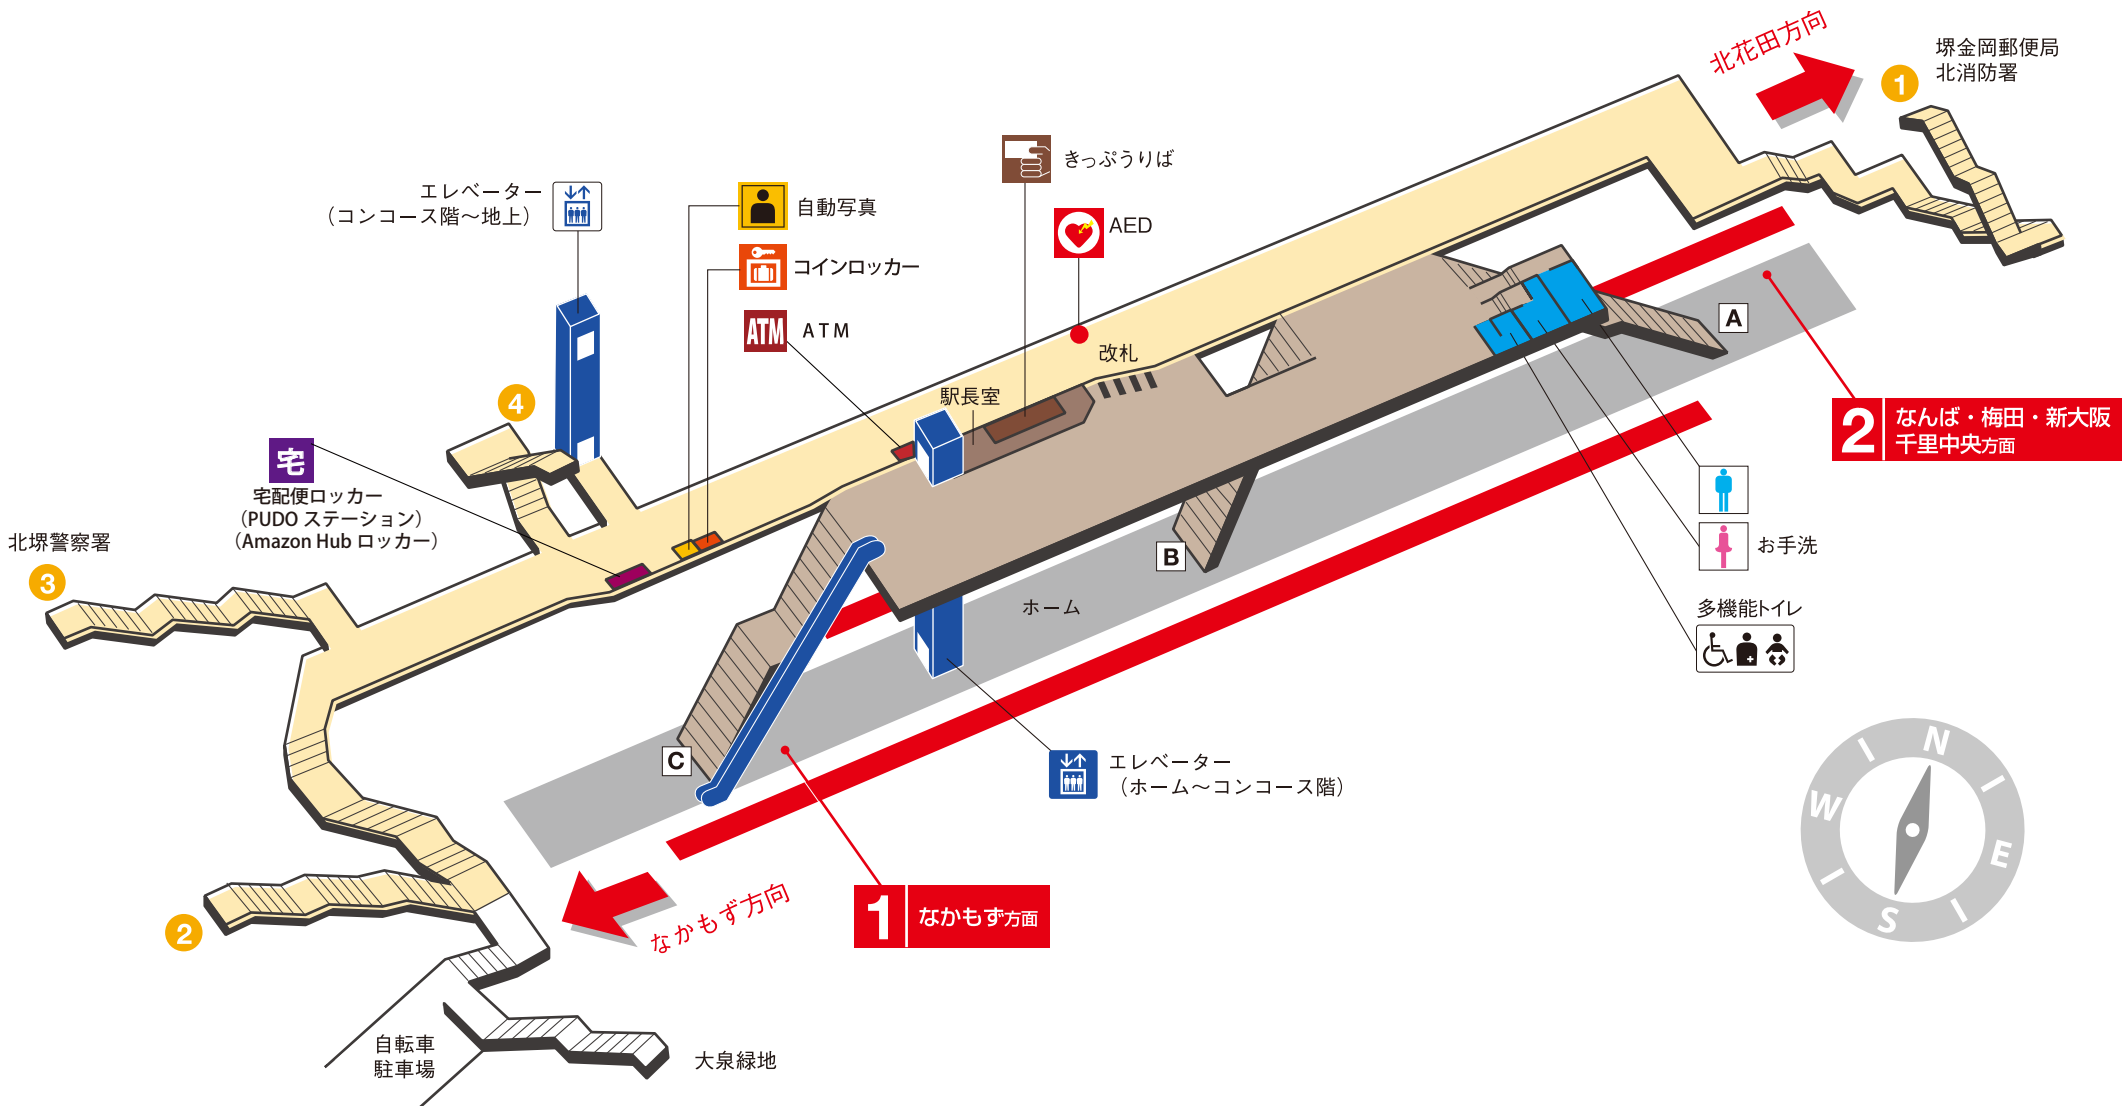 北花田方向
1
堺金岡郵便局
北消防署
きっぷうりば
エレベーター
（コンコース階～地上）
自動写真
AED
コインロッカー
ATM
ATM
改札
A
駅長室
4
2
なんば・梅田・新大阪
千里中央方面
宅
宅配便ロッカー
（PUDO ステーション）
（Amazon Hub ロッカー）
北堺警察署
3
B
お手洗
ホーム
多機能トイレ
C
エレベーター
（ホーム～コンコース階）
N
W
E
S
なかもず方向
1
なかもず方面
2
自転車
駐車場
大泉緑地